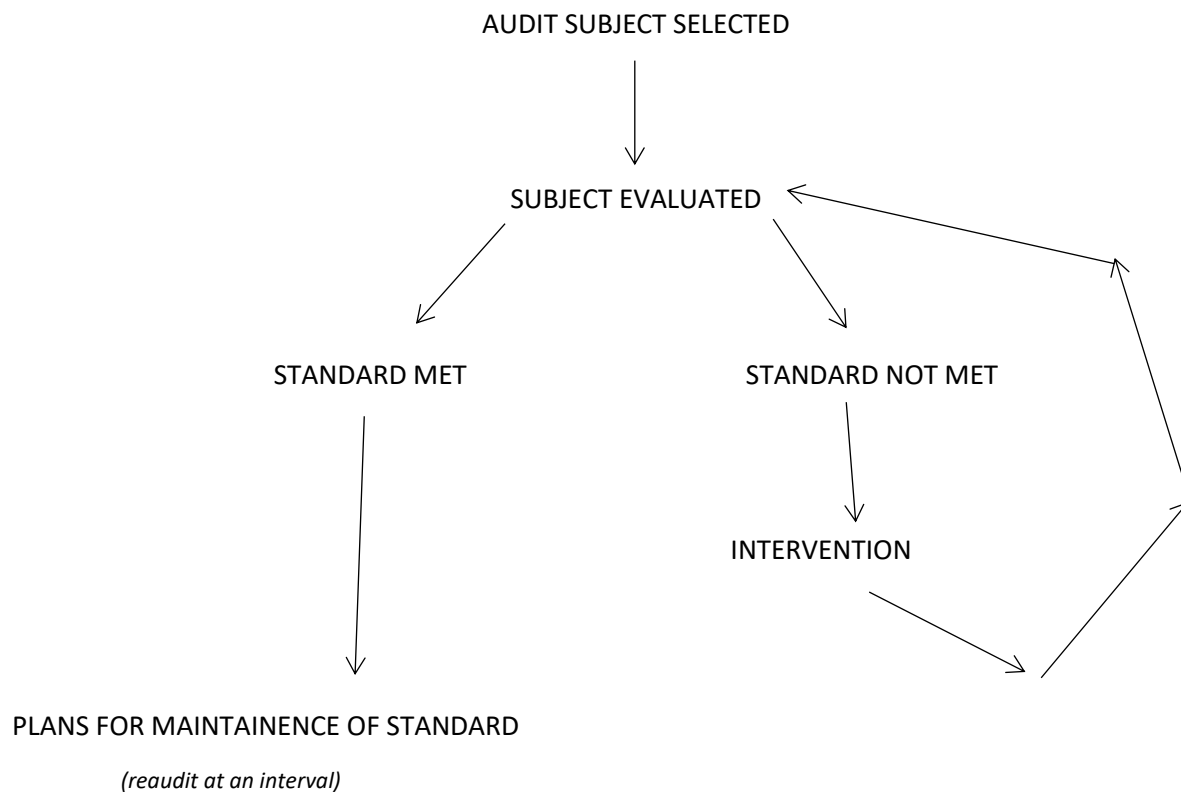 AUDIT SUBJECT SELECTED
SUBJECT EVALUATED
STANDARD MET
STANDARD NOT MET
INTERVENTION
PLANS FOR MAINTAINENCE OF STANDARD
(reaudit at an interval)